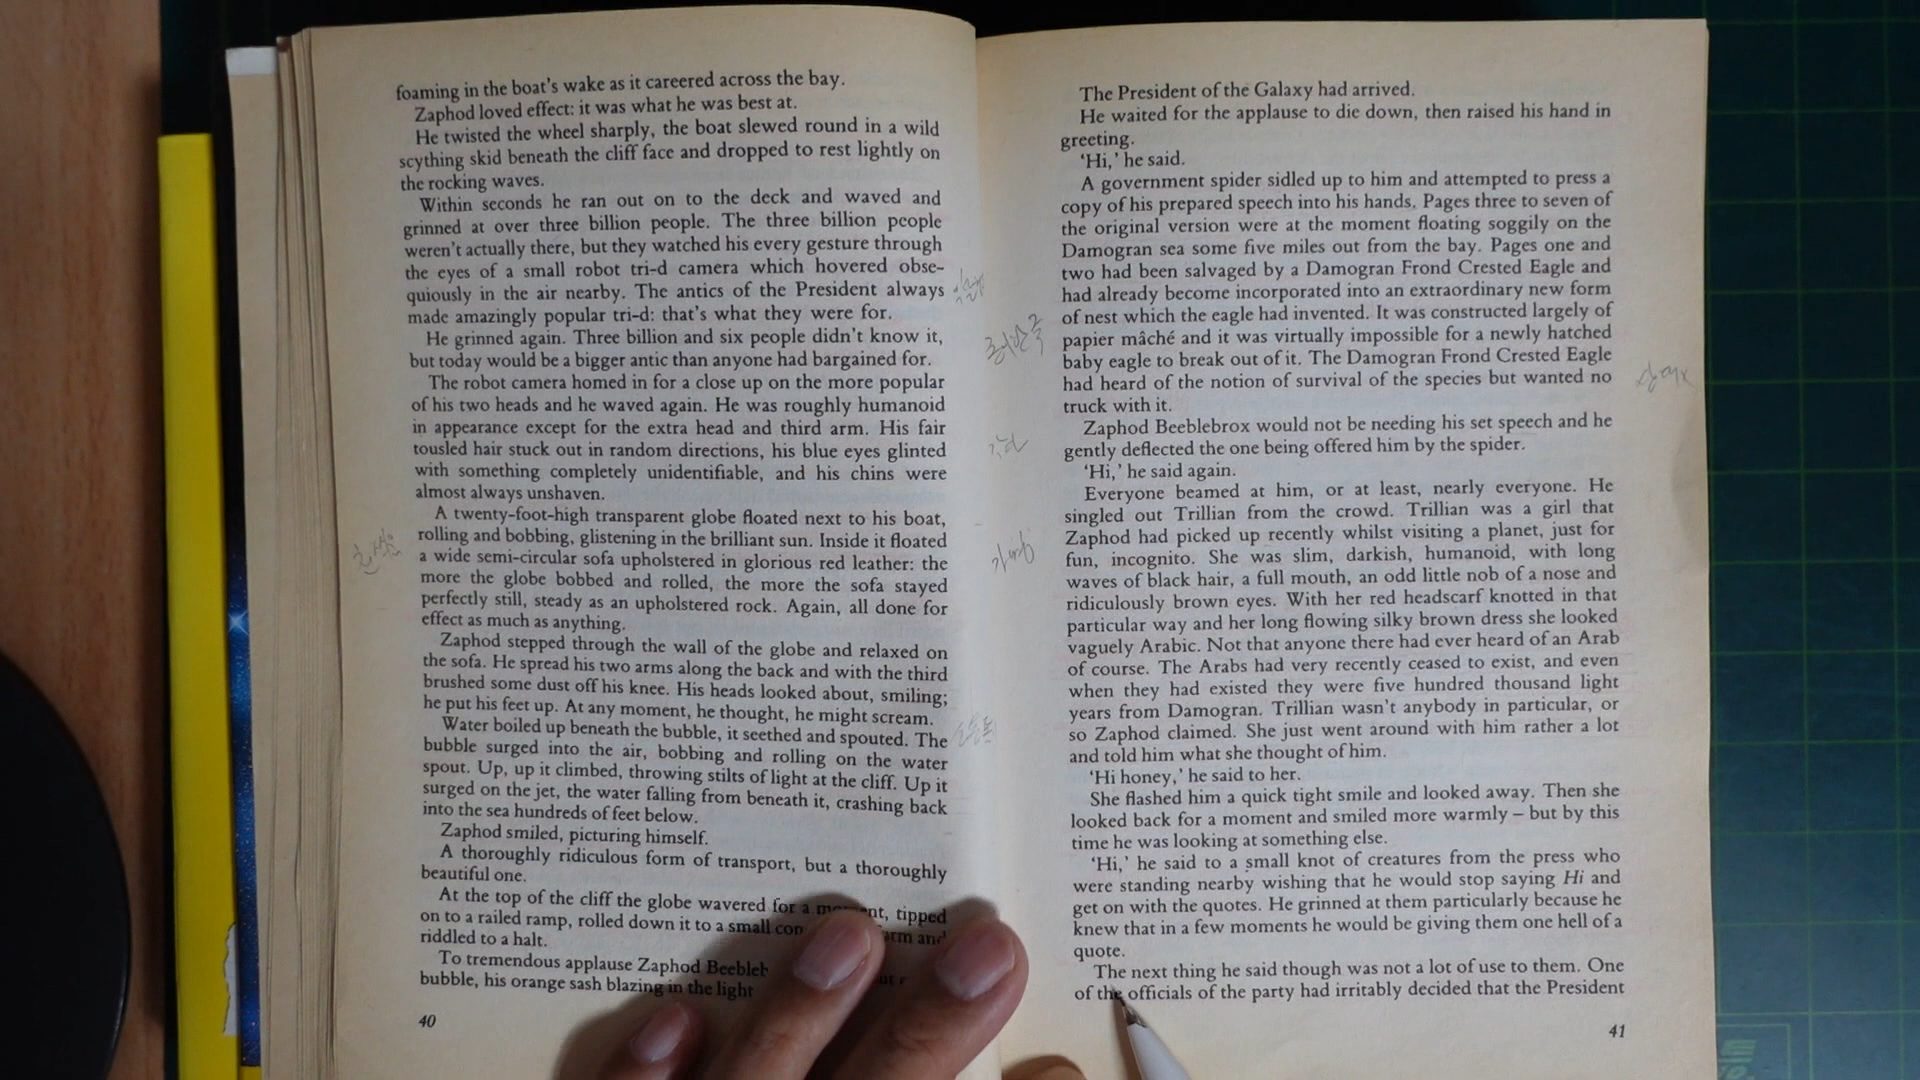 foaming in the boat's wake as it careered across the bay.
Zaphod loved effect: it was what he was best at.
He twisted the wheel sharply, the boat slewed round in a wild
scything skid beneath the cliff face and dropped to rest lightly on
the rocking waves.
Within seconds he ran out on to the deck and waved and
grinned at over three billion people. The three billion people
weren't actually there, but they watched his every gesture through
the eyes of a small robot tri-d camera which hovered obse-
quiously in the air nearby. The antics of the President always
made amazingly popular tri-d: that's what they were for.
He grinned again. Three billion and six people didn't know it,
but today would be a bigger antic than anyone had bargained for.
The robot camera homed in for a close up on the more popular
of his two heads and he waved again. He was roughly humanoid
in appearance except for the extra head and third arm. His fair
tousled hair stuck out in random directions, his blue eyes glinted
with something completely unidentifiable, and his chins were
almost always unshaven.
A twenty-foot-high transparent globe floated next to his boat,
rolling and bobbing, glistening in the brilliant sun. Inside it floated
a wide semi-circular sofa upholstered in glorious red leather: the
more the globe bobbed and rolled, the more the sofa stayed
perfectly still, steady as an upholstered rock. Again, all done for
effect as much as anything.
Zaphod stepped through the wall of the globe and relaxed on
the sofa. He spread his two arms along the back and with the third
brushed some dust off his knee. His heads looked about, smiling;
he put his feet up. At any moment, he thought, he might scream.
Water boiled up beneath the bubble, it seethed and spouted. The
bubble surged into the air, bobbing and rolling on the water
spout. Up, up it climbed, throwing stilts of light at the cliff. Up it
surged on the jet, the water falling from beneath it, crashing back
into the sea hundreds of feet below.
Zaphod smiled, picturing himself.
A thoroughly ridiculous form of transport, but a thoroughly
beautiful one.
At the top of the cliff the globe wavered for a moment, tipped
on to a railed ramp, rolled down it to a small and
riddled to a halt.
To tremendous applause Zaphod
bubble, his orange sash blazing in the light
40
The President of the Galaxy had arrived.
He waited for the applause to die down, then raised his hand in
greeting.
'Hi,' he said.
A government spider sidled up to him and attempted to press a
copy of his prepared speech into his hands. Pages three to seven of
the original version were at the moment floating soggily on the
Damogran sea some five miles out from the bay. Pages one and
two had been salvaged by a Damogran Frond Crested Eagle and
had already become incorporated into an extraordinary new form
of nest which the eagle had invented. It was constructed largely of
papier mâché and it was virtually impossible for a newly hatched
baby eagle to break out of it. The Damogran Frond Crested Eagle
had heard of the notion of survival of the species but wanted no
truck with it.
Zaphod Beeblebrox would not be needing his set speech and he
gently deflected the one being offered him by the spider.
'Hi,' he said again.
Everyone beamed at him, or at least, nearly everyone. He
singled out Trillian from the crowd. Trillian was a girl that
Zaphod had picked up recently whilst visiting a planet, just for
fun, incognito. She was slim, darkish, humanoid, with long
waves of black hair, a full mouth, an odd little nob of a nose and
ridiculously brown eyes. With her red headscarf knotted in that
particular way and her long flowing silky brown dress she looked
vaguely Arabic. Not that anyone there had ever heard of an Arab
of course. The Arabs had very recently ceased to exist, and even
when they had existed they were five hundred thousand light
years from Damogran. Trillian wasn't anybody in particular, or
so Zaphod claimed. She just went around with him rather a lot
and told him what she thought of him.
'Hi honey,' he said to her.
She flashed him a quick tight smile and looked away. Then she
looked back for a moment and smiled more warmly – but by this
time he was looking at something else.
'Hi,' he said to a small knot of creatures from the press who
were standing nearby wishing that he would stop saying Hi and
get on with the quotes. He grinned at them particularly because he
knew that in a few moments he would be giving them one hell of a
quote.
The next thing he said though was not a lot of use to them. One
of the officials of the party had irritably decided that the President
41